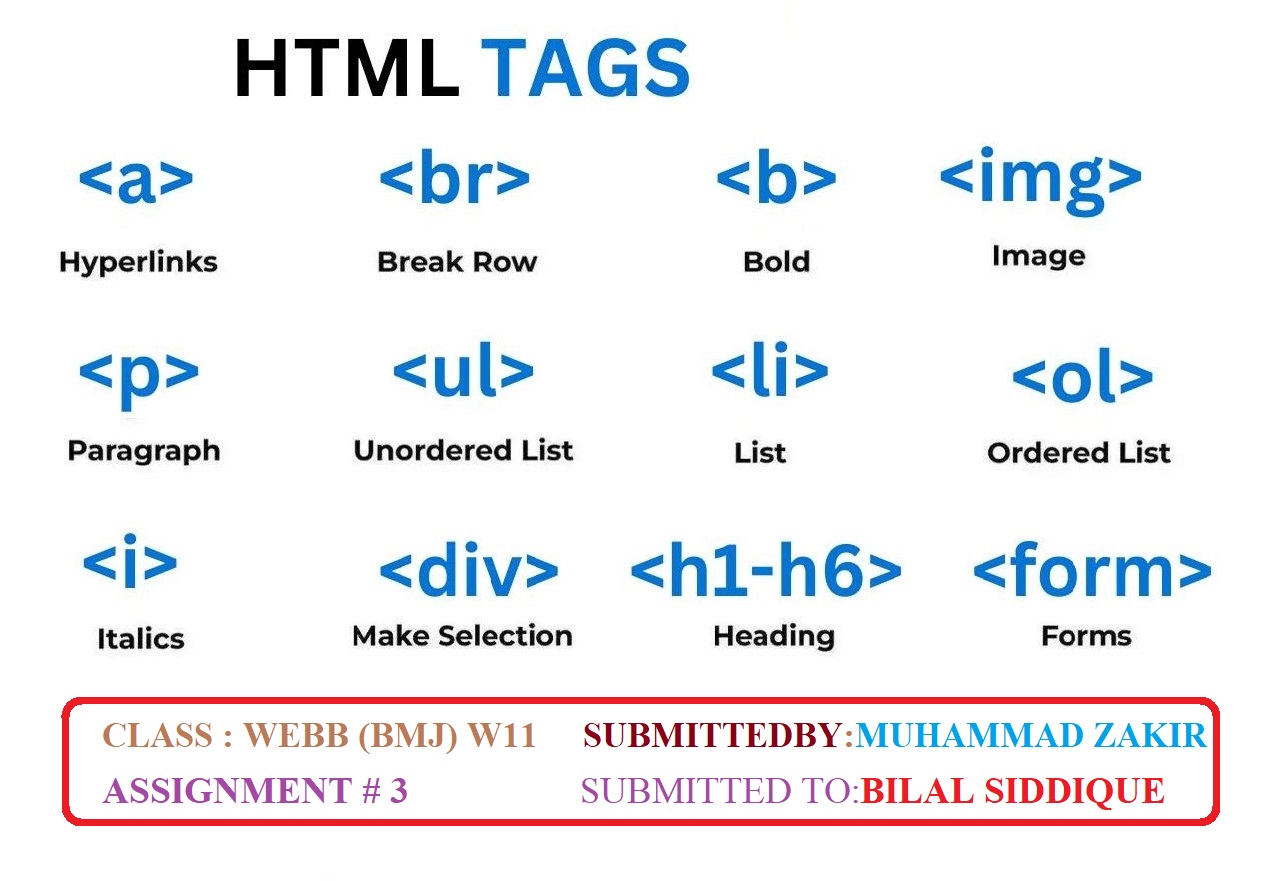 HTML TAGS
<a> <br> <b> <img>
Hyperlinks Break Row Bold Image
<p> <ul> <li> <ol>
Paragraph Unordered List List Ordered List
<i> <div> <h1-h6> <form>
Italics Make Selection Heading Forms
CLASS : WEBB (BMJ) W11 SUBMITTEDBY:MUHAMMAD ZAKIR
ASSIGNMENT # 3 SUBMITTED TO:BILAL SIDDIQUE